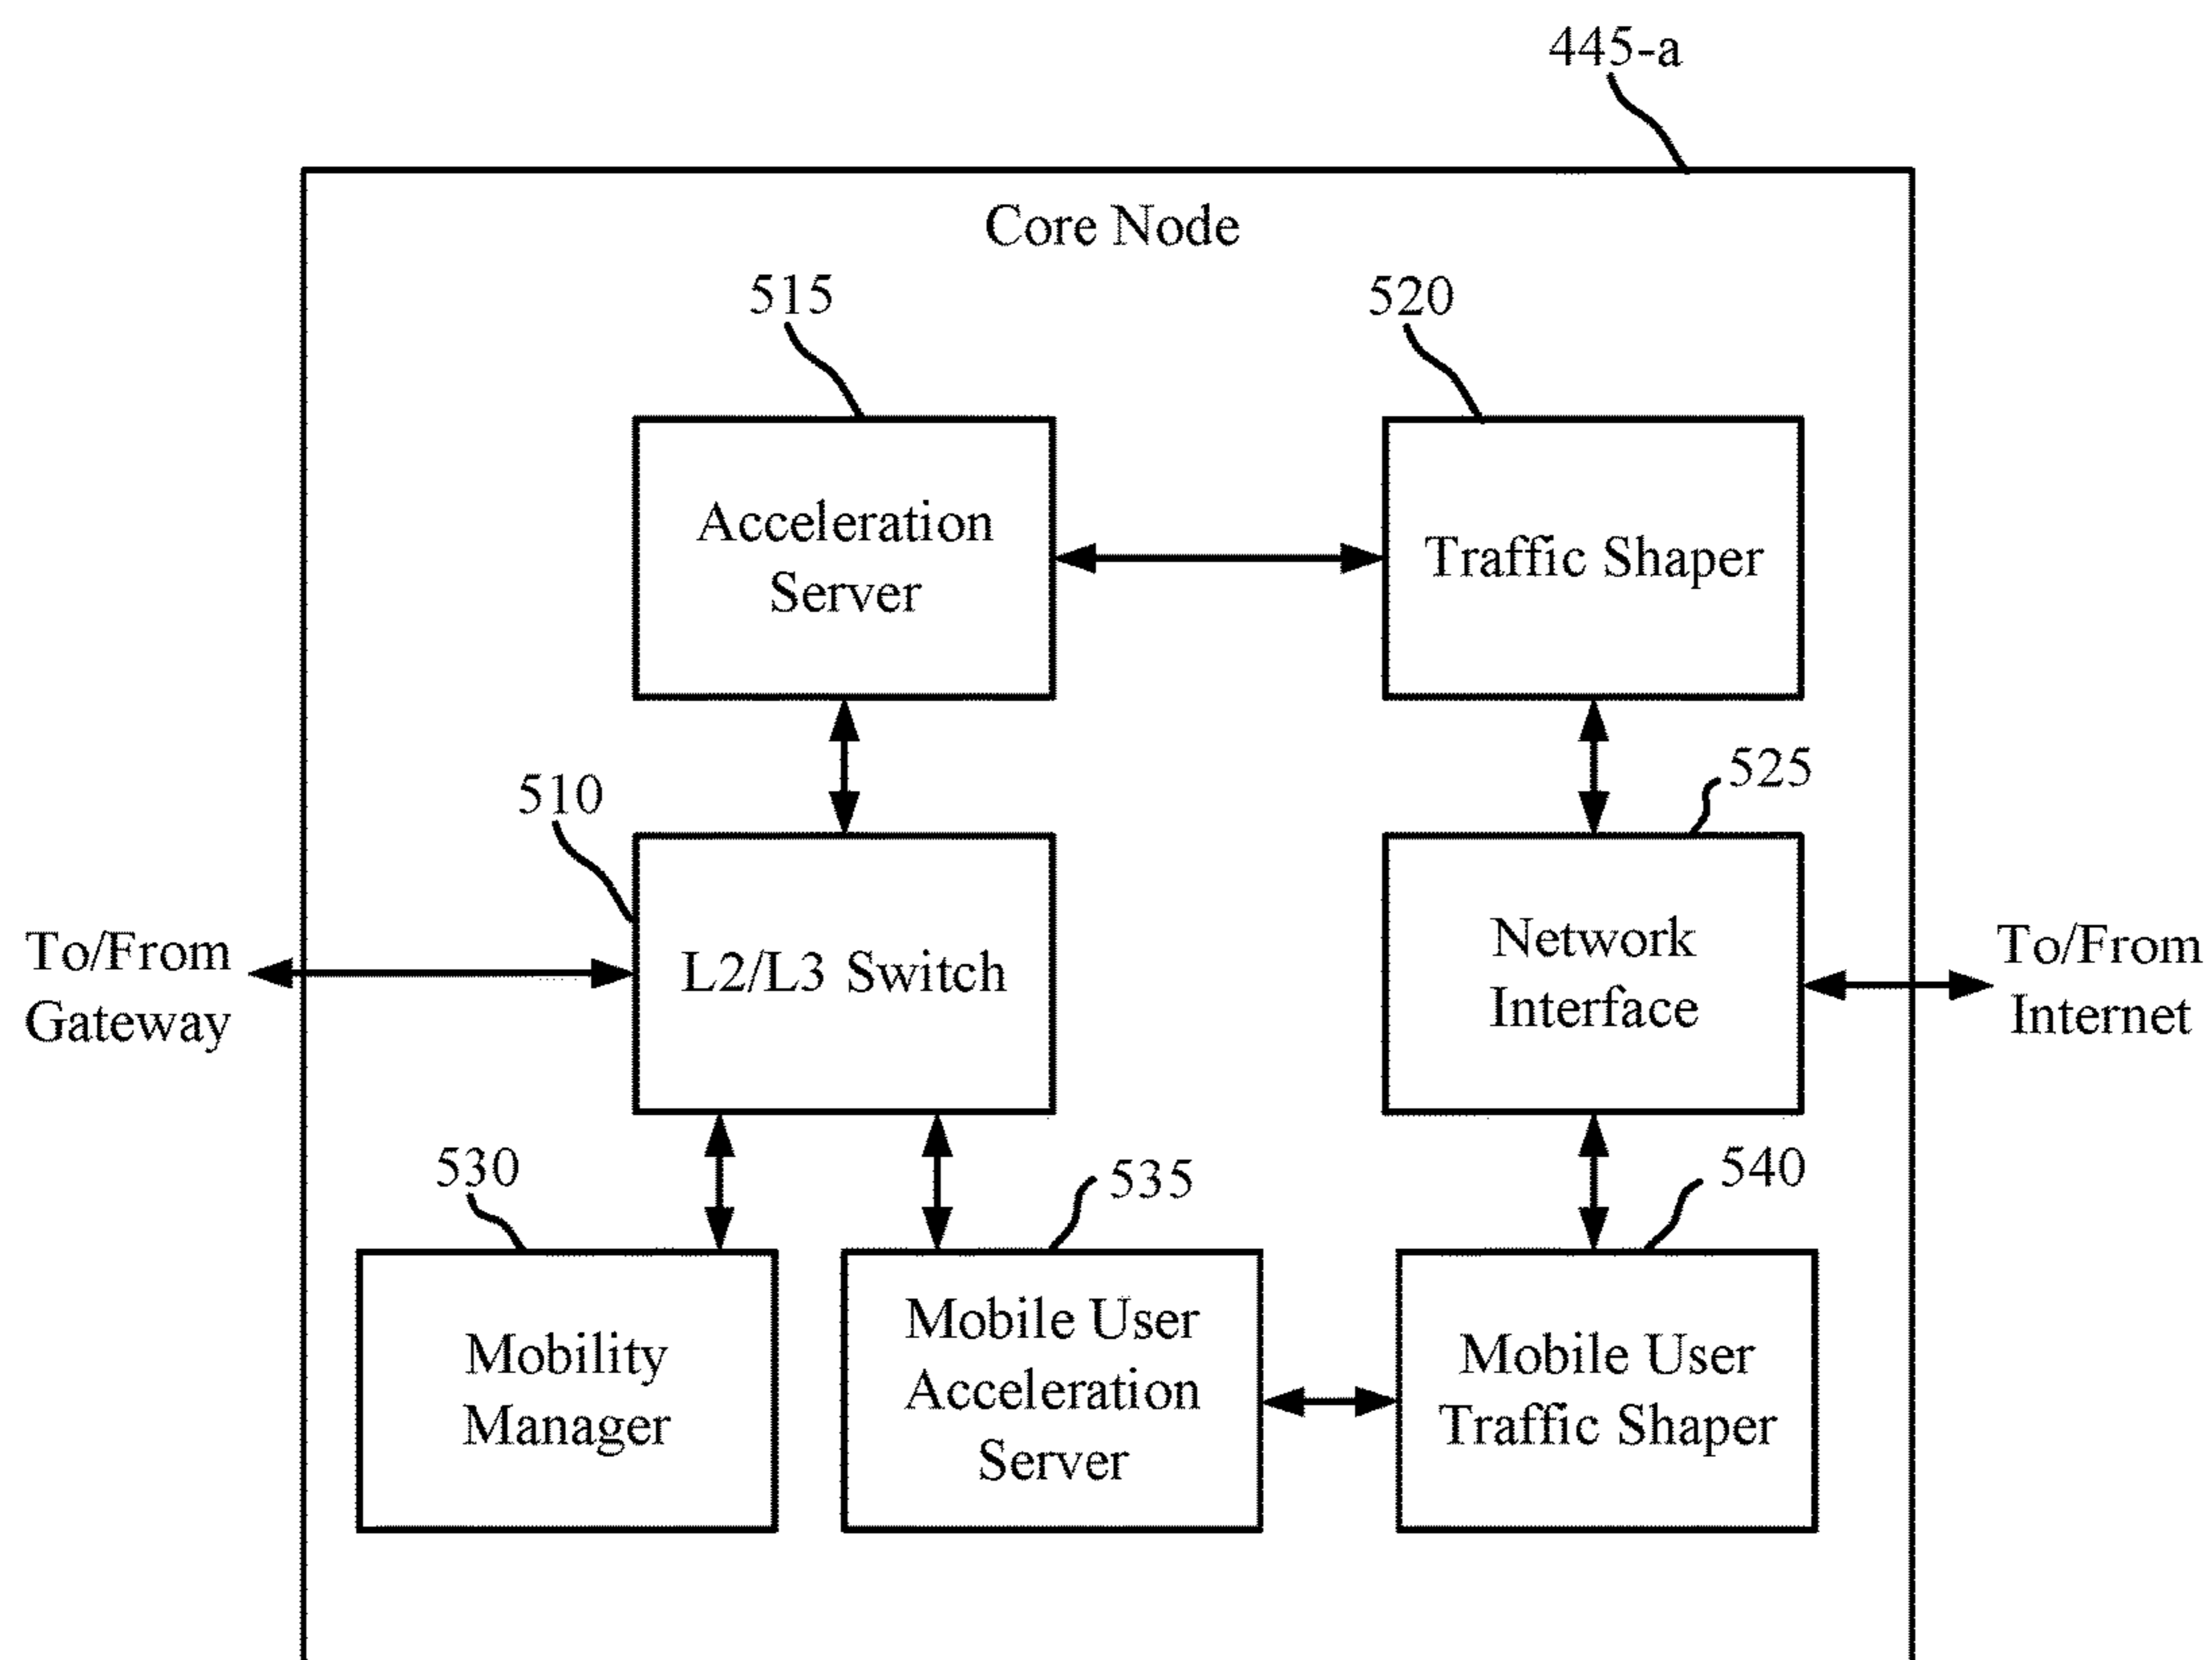 445-a
Core Node
515
520
Acceleration
Server
Traffic Shaper
510
525
To/From
Gateway
L2/L3 Switch
Network
Interface
To/From
Internet
530
535
540
Mobility
Manager
Mobile User
Acceleration
Server
Mobile User
Traffic Shaper